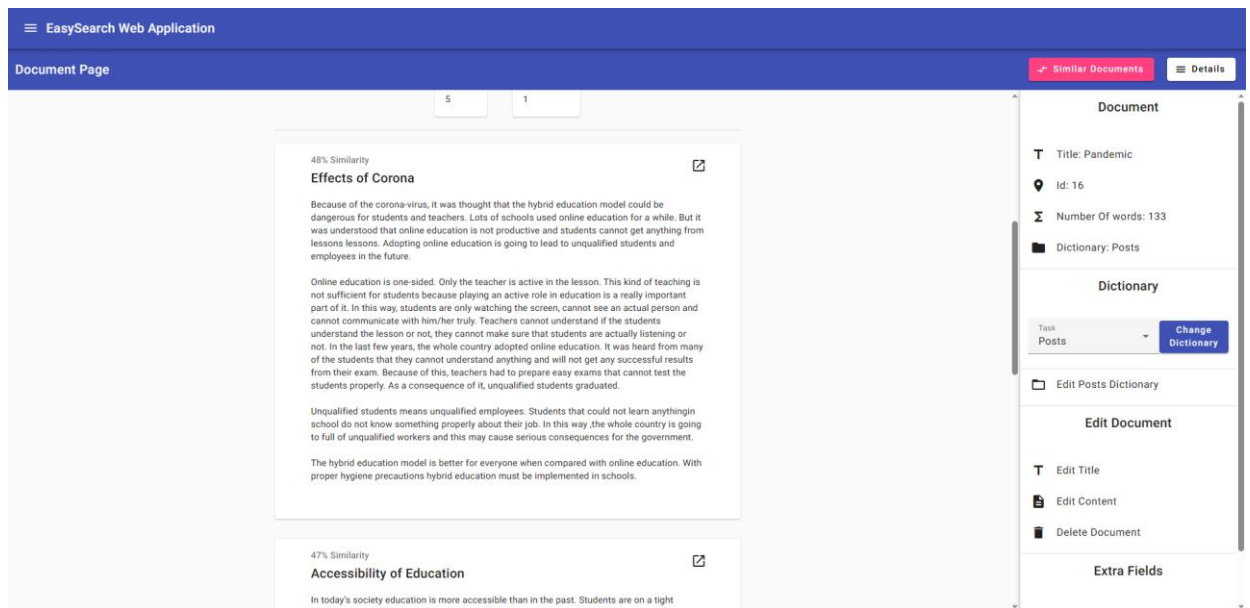 EasySearch Web Application
Document Page
Similar Documents
Details
5
1
48% Similarity
Effects of Corona
Because of the corona-virus, it was thought that the hybrid education model could be
dangerous for students and teachers. Lots of schools used online education for a while. But it
was understood that online education is not productive and students cannot get anything from
lessons lessons. Adopting online education is going to lead to unqualified students and
employees in the future.
Online education is one-sided. Only the teacher is active in the lesson. This kind of teaching is
not sufficient for students because playing an active role in education is a really important
part of it. In this way, students are only watching the screen, cannot see an actual person and
cannot communicate with him/her truly. Teachers cannot understand if the students
understand the lesson or not, they cannot make sure that students are actually listening or
not. In the last few years, the whole country adopted online education. It was heard from many
of the students that they cannot understand anything and will not get any successful results
from their exam. Because of this, teachers had to prepare easy exams that cannot test the
students properly. As a consequence of it, unqualified students graduated.
Unqualified students means unqualified employees. Students that could not learn anythingin
school do not know something properly about their job. In this way ,the whole country is going
to full of unqualified workers and this may cause serious consequences for the government.
The hybrid education model is better for everyone when compared with online education. With
proper hygiene precautions hybrid education must be implemented in schools.
47% Similarity
Accessibility of Education
In today's society education is more accessible than in the past. Students are on a tight
Document
Title: Pandemic
Id: 16
Number Of words: 133
Dictionary: Posts
Dictionary
Task
Posts
Change
Dictionary
Edit Posts Dictionary
Edit Document
Edit Title
Edit Content
Delete Document
Extra Fields